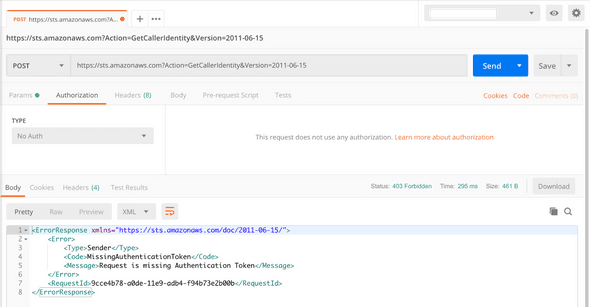 POST https://sts.amazonaws.com?A...
+ •••
https://sts.amazonaws.com?Action=GetCallerIdentity&Version=2011-06-15
POST https://sts.amazonaws.com?Action=GetCallerIdentity&Version=2011-06-15 Send Save
Params Authorization Headers (8) Body Pre-request Script Tests Cookies Code Comments (0)
TYPE
No Auth
This request does not use any authorization. Learn more about authorization
Body Cookies Headers (4) Test Results Status: 403 Forbidden Time: 295 ms Size: 461 B Download
Pretty Raw Preview XML
1 <ErrorResponse xmlns="https://sts.amazonaws.com/doc/2011-06-15/">
2 <Error>
3 <Type>Sender</Type>
4 <Code>MissingAuthenticationToken</Code>
5 <Message>Request is missing Authentication Token</Message>
6 </Error>
7 <RequestId>9cce4b78-a0de-11e9-adb4-f94b73e2b00b</RequestId>
8 </ErrorResponse>